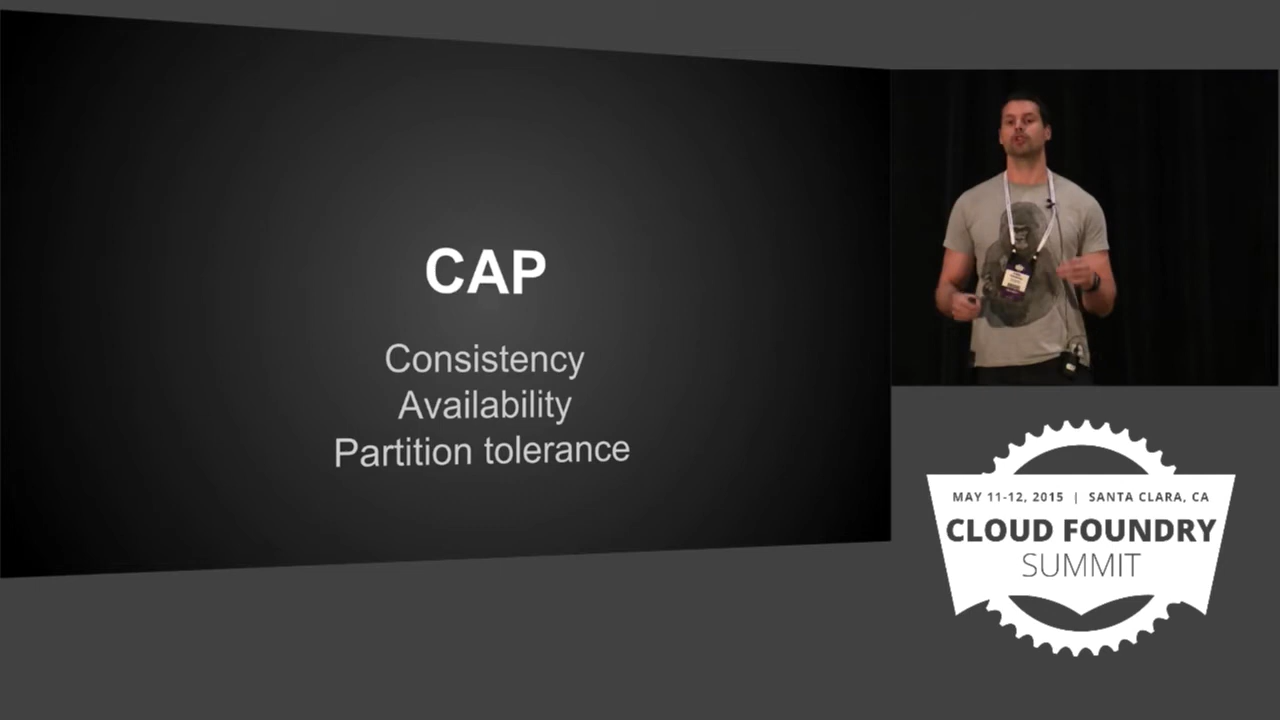 CAP
Consistency
Availability
Partition tolerance
MAY 11-12, 2015 | SANTA CLARA, CA
CLOUD FOUNDRY
SUMMIT